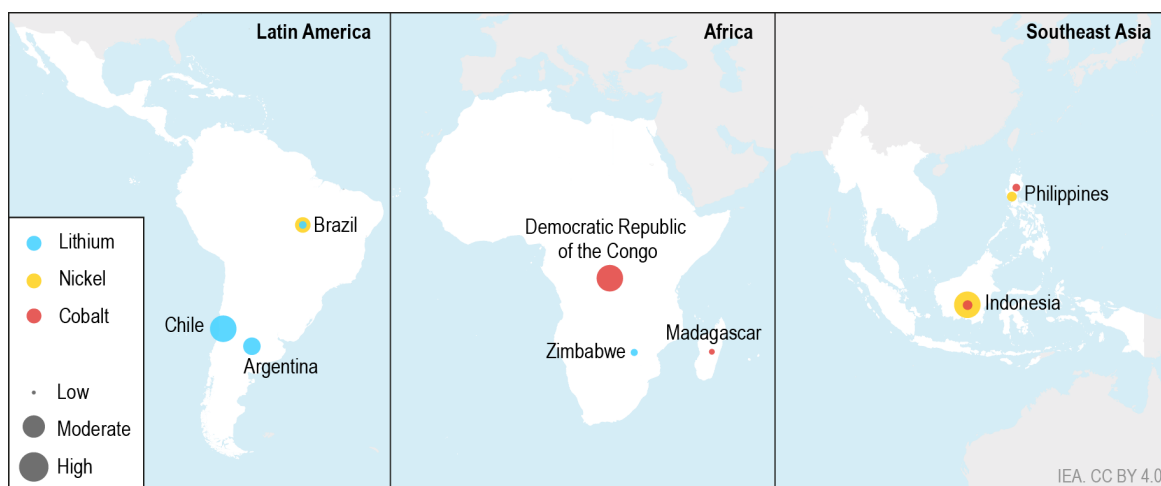 Latin America
Africa
Southeast Asia
Brazil
Chile
Argentina
Democratic Republic
of the Congo
Zimbabwe
Madagascar
Philippines
Indonesia
Lithium
Nickel
Cobalt
Low
Moderate
High
IEA. CC BY 4.0